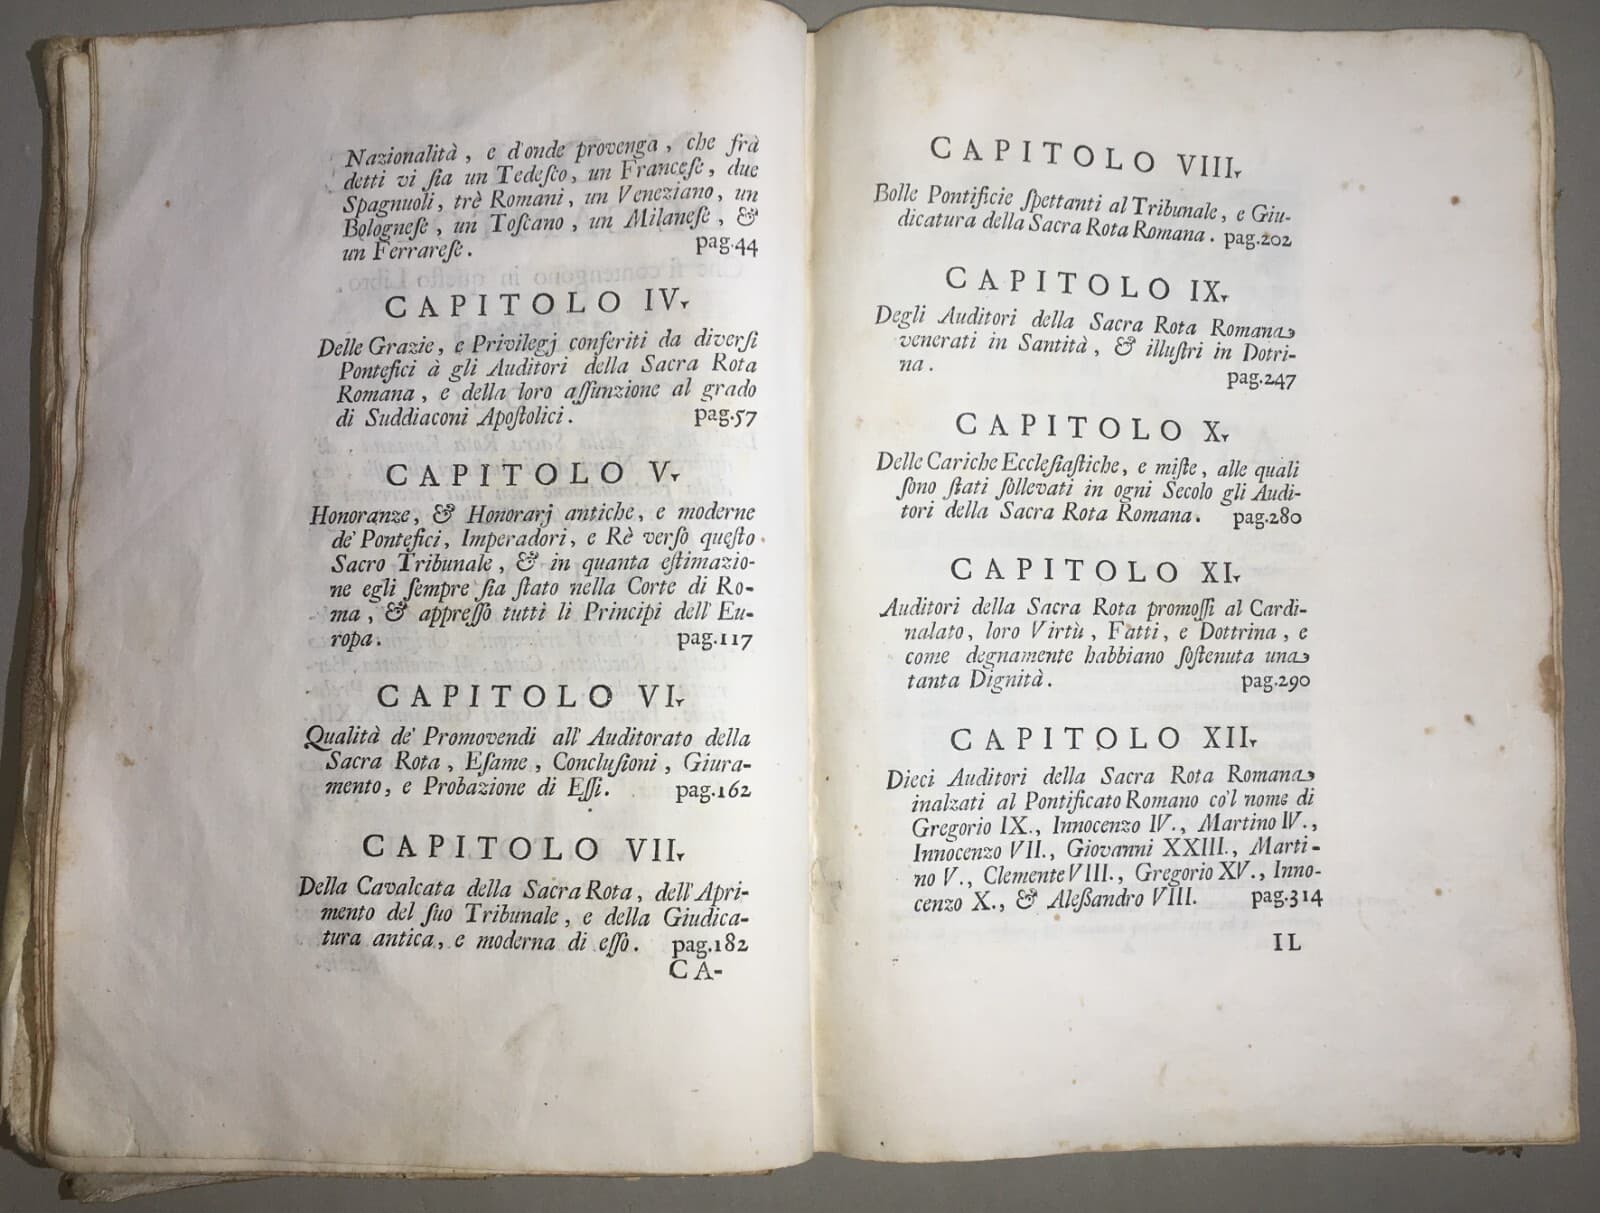 Nazionalità, e d'onde provenga, che frà
detti vi ſia un Tedeſco, un Franceſe, due
Spagnuoli, trè Romani, un Veneziano, un
Bologneſe, un Toſcano, un Milaneſe, &
un Ferrareſe. pag.44
CAPITOLO IV.
Delle Grazie, e Privilegj conferiti da diverſi
Pontefici à gli Auditori della Sacra Rota
Romana, e della loro aſſunzione al grado
di Suddiaconi Apoſtolici. pag.57
CAPITOLO V.
Honoranze, & Honorarj antiche, e moderne
de' Pontefici, Imperadori, e Rè verſo queſto
Sacro Tribunale, & in quanta eſtimazio-
ne egli ſempre ſia ſtato nella Corte di Ro-
ma, & appreſſo tutti li Principi dell' Eu-
ropa. pag.117
CAPITOLO VI.
Qualità de' Promovendi all' Auditorato della
Sacra Rota, Eſame, Concluſioni, Giura-
mento, e Probazione di Eſſi. pag.162
CAPITOLO VII.
Della Cavalcata della Sacra Rota, dell' Apri-
mento del ſuo Tribunale, e della Giudica-
tura antica, e moderna di eſſo. pag.182
CA-
CAPITOLO VIII.
Bolle Pontificie ſpettanti al Tribunale, e Giu-
dicatura della Sacra Rota Romana. pag.202
CAPITOLO IX.
Degli Auditori della Sacra Rota Romana
venerati in Santità, & illuſtri in Dotri-
na. pag.247
CAPITOLO X.
Delle Cariche Eccleſiaſtiche, e miſte, alle quali
ſono ſtati ſollevati in ogni Secolo gli Audi-
tori della Sacra Rota Romana. pag.280
CAPITOLO XI.
Auditori della Sacra Rota promoſſi al Cardi-
nalato, loro Virtù, Fatti, e Dottrina, e
come degnamente habbiano ſoſtenuta una
tanta Dignità. pag.290
CAPITOLO XII.
Dieci Auditori della Sacra Rota Romana
inalzati al Pontificato Romano co'l nome di
Gregorio IX., Innocenzo IV., Martino IV.,
Innocenzo VII., Giovanni XXIII., Marti-
no V., Clemente VIII., Gregorio XV., Inno-
cenzo X., & Aleßandro VIII. pag.314
IL